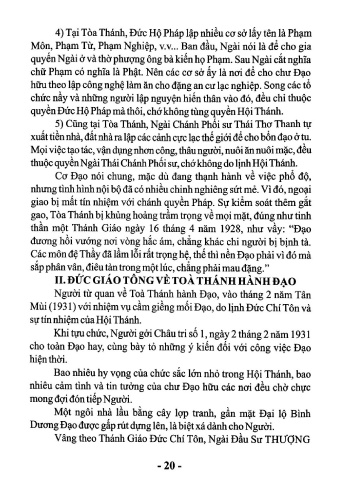 4) Tại Tòa Thánh, Đức Hộ Pháp lập nhiều cơ sở lấy tên là Phạm
Môn, Phạm Từ, Phạm Nghiệp, v.v... Ban đầu, Ngài nói là để cho gia
quyến Ngài ở và thờ phượng ông bà kiến họ Phạm. Sau Ngài cắt nghĩa
chữ Phạm có nghĩa là Phật. Nên các cơ sở ấy là nơi để cho chư Đạo
hữu theo lập công nghệ làm ăn cho đặng an cư lạc nghiệp. Song các tổ
chức nầy và những người lập nguyện hiến thân vào đó, đều chỉ thuộc
quyền Đức Hộ Pháp mà thôi, chớ không tùng quyền Hội Thánh.
5) Cũng tại Tòa Thánh, Ngài Chánh Phối sư Thái Thơ Thanh tự
xuất tiền nhà, đất nhà ra lập các cảnh cực lạc thế giới để cho bổn đạo ở tu.
Mọi việc tạo tác, vận dụng nhơn công, thâu người, nuôi ăn nuôi mặc, đều
thuộc quyền Ngài Thái Chánh Phối sư, chớ không do lịnh Hội Thánh.
Cơ Đạo nói chung, mặc dù đang thạnh hành về việc phổ độ,
nhưng tình hình nội bộ đã có nhiều chinh nghiêng sứt mẻ. Vì đó, ngoại
giao bị mất tín nhiệm với chánh quyền Pháp. Sự kiểm soát thêm gắt
gao, Tòa Thánh bị khủng hoảng trầm trọng về mọi mặt, đúng như tinh
thần một Thánh Giáo ngày 16 tháng 4 năm 1928, như vầy: “Đạo
đương hồi vướng nơi vòng hắc ám, chẳng khác chi người bị bịnh tà.
Các môn đệ Thầy đã lầm lỗi rất trọng hệ, thế thì nền Đạo phải vì đó mà
sắp phân vân, điêu tàn trong một lúc, chẳng phải mau đặng.”
II. ĐỨC GIÁO TÔNG VỀ TOÀ THÁNH HÀNH ĐẠO
Người từ quan về Toà Thánh hành Đạo, vào tháng 2 năm Tân
Mùi (1931) với nhiệm vụ cầm giềng mối Đạo, do lịnh Đức Chí Tôn và
sự tín nhiệm của Hội Thánh.
Khi tựu chức, Người gởi Châu tri số 1, ngày 2 tháng 2 năm 1931
cho toàn Đạo hay, cùng bày tỏ những ý kiến đối với công việc Đạo
hiện thời.
Bao nhiêu hy vọng của chức sắc lớn nhỏ trong Hội Thánh, bao
nhiêu cảm tình và tin tưởng của chư Đạo hữu các nơi đều chờ chực
mong đợi đón tiếp Người.
Một ngôi nhà lầu bằng cây lợp tranh, gần mặt Đại lộ Bình
Dương Đạo được gấp rút dựng lên, là biệt xá dành cho Người.
Vâng theo Thánh Giáo Đức Chí Tôn, Ngài Đầu Sư THƯỢNG
- 20 -